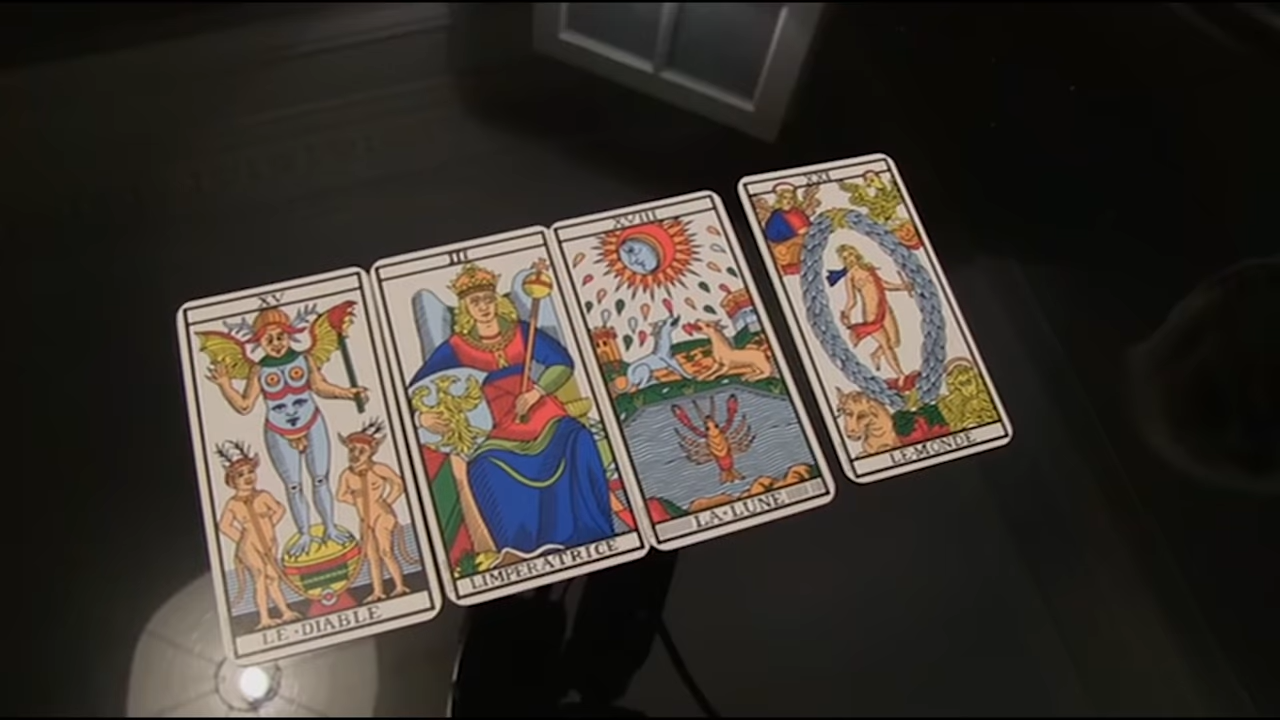 XV
LE·DIABLE
III
LIMPERATRICE
XVIII
LA·LUNE
XXI
LE·MONDE